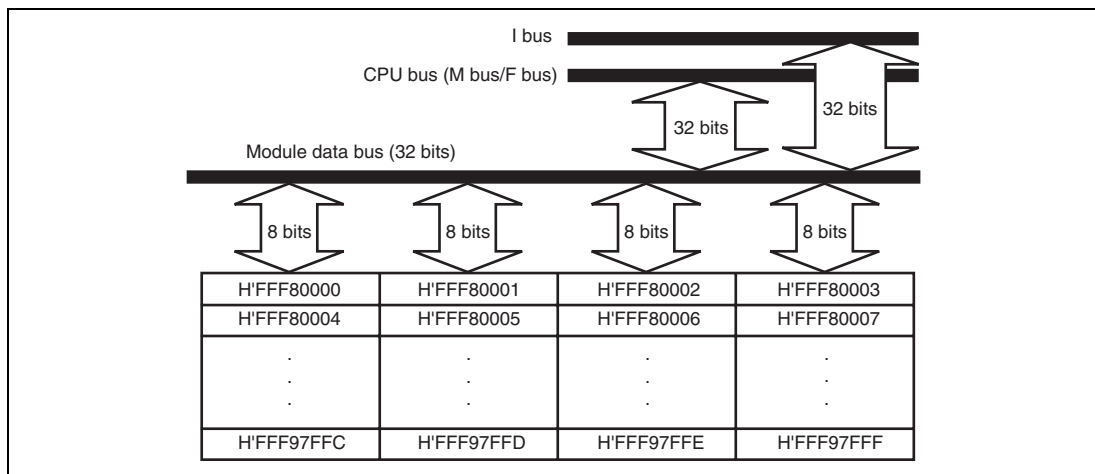 I bus
CPU bus (M bus/F bus)
32 bits
32 bits
Module data bus (32 bits)
8 bits 8 bits 8 bits 8 bits
H'FFF80000 H'FFF80001 H'FFF80002 H'FFF80003
H'FFF80004 H'FFF80005 H'FFF80006 H'FFF80007
. . . .
. . . .
. . . .
H'FFF97FFC H'FFF97FFD H'FFF97FFE H'FFF97FFF